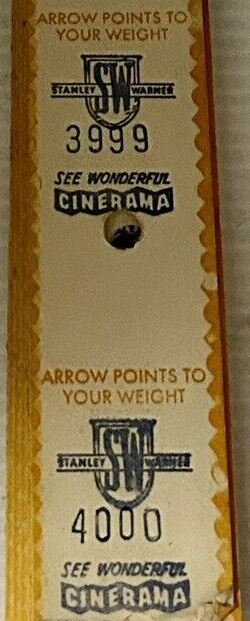 ARROW POINTS TO
YOUR WEIGHT
SW
STANLEY WARNER
3999
SEE WONDERFUL
CINERAMA
ARROW POINTS TO
YOUR WEIGHT
SW
STANLEY WARNER
4000
SEE WONDERFUL
CINERAMA